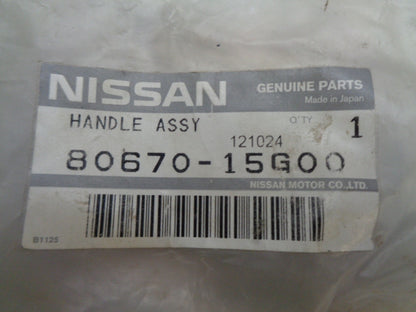 NISSAN
GENUINE PARTS
Made in Japan
HANDLE ASSY
121024
Q'TY
1
80670-15G00
NISSAN MOTOR CO.,LTD.
B1125